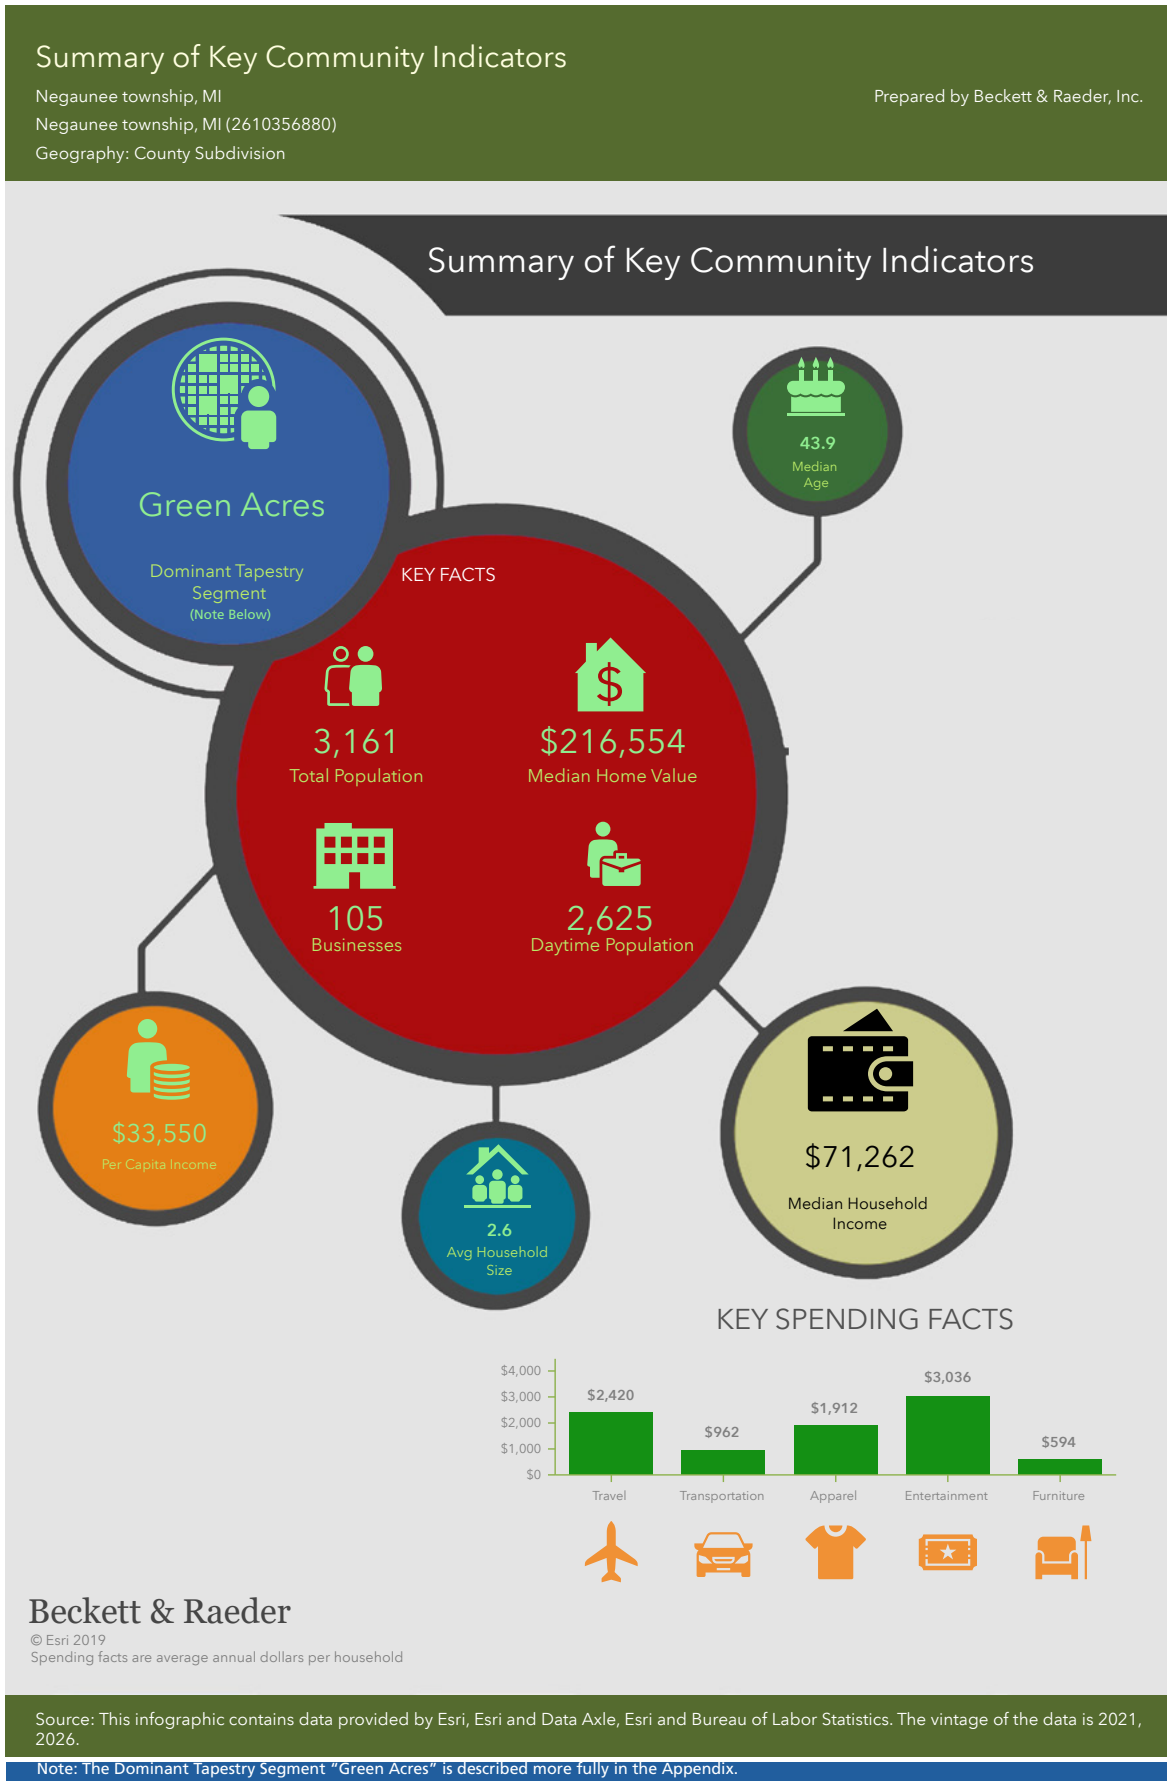 Summary of Key Community Indicators
Negaunee township, MI
Prepared by Beckett & Raeder, Inc.
Negaunee township, MI (2610356880)
Geography: County Subdivision
Summary of Key Community Indicators
Green Acres
Dominant Tapestry
Segment
(Note Below)
43.9
Median
Age
KEY FACTS
$
3,161
Total Population
$216,554
Median Home Value
105
Businesses
2,625
Daytime Population
$33,550
Per Capita Income
2.6
Avg Household
Size
$71,262
Median Household
Income
KEY SPENDING FACTS
$4,000
$3,000
$2,000
$1,000
$0
$2,420
$962
$1,912
$3,036
$594
Travel
Transportation
Apparel
Entertainment
Furniture
Beckett & Raeder
© Esri 2019
Spending facts are average annual dollars per household
Source: This infographic contains data provided by Esri, Esri and Data Axle, Esri and Bureau of Labor Statistics. The vintage of the data is 2021,
2026.
Note: The Dominant Tapestry Segment “Green Acres” is described more fully in the Appendix.